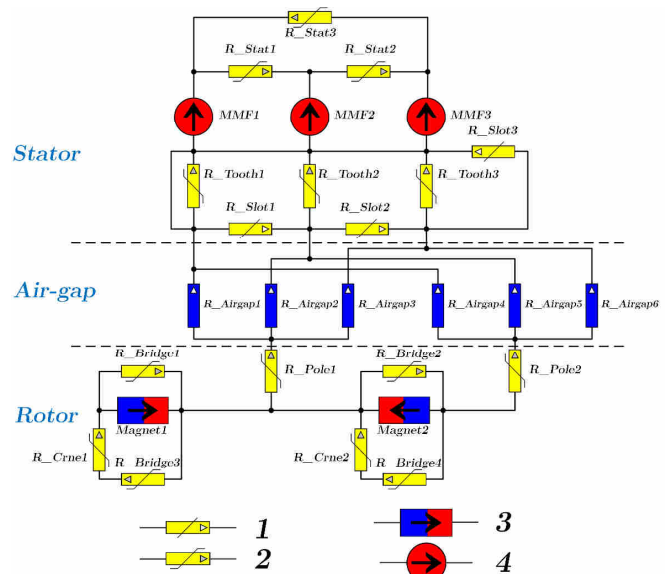 R_Stat3
R_Stat1 R_Stat2
MMF1 MMF2 MMF3
R_Slot3
Stator
R_Tooth1 R_Tooth2 R_Tooth3
R_Slot1 R_Slot2
Air-gap
R_Airgap1 R_Airgap2 R_Airgap3 R_Airgap4 R_Airgap5 R_Airgap6
R_Bridge1 R_Bridge2
R_Pole1 R_Pole2
Rotor
Magnet1 Magnet2
R_Crne1 R_Bridge3 R_Crne2 R_Bridge4
1 3
2 4